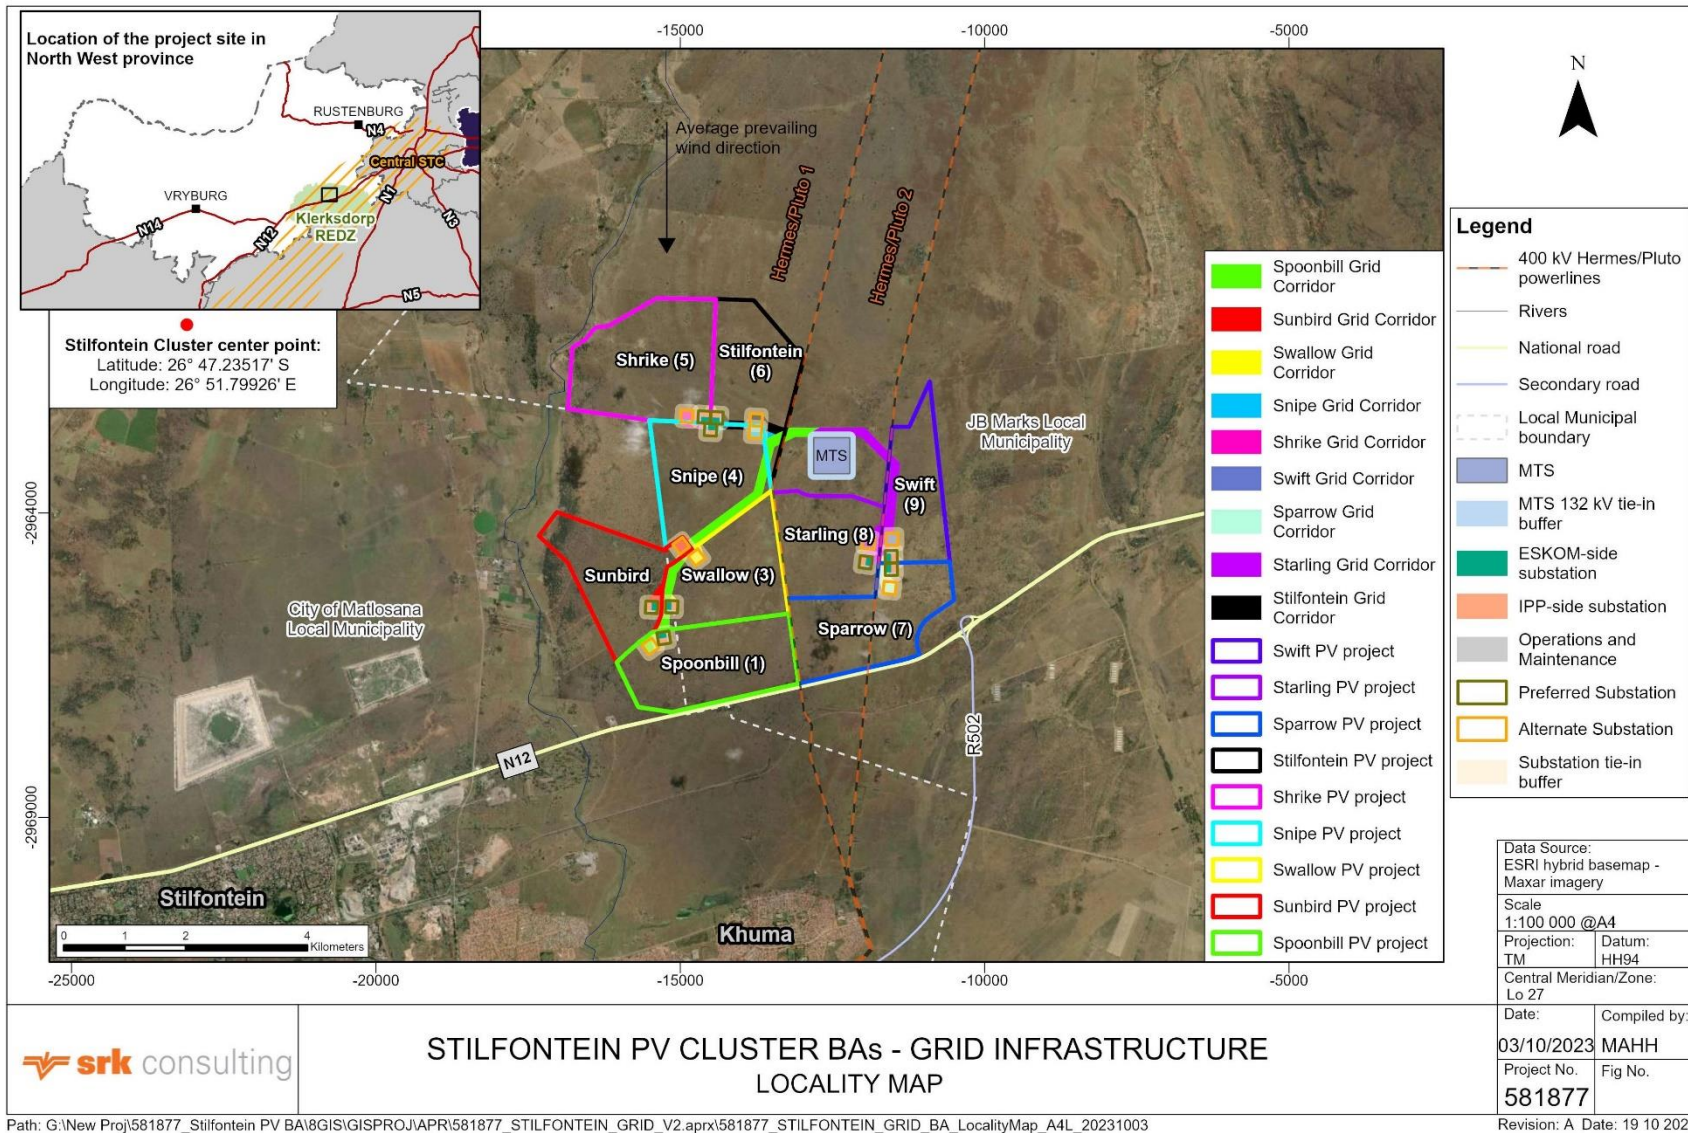 Location of the project site in
North West province
RUSTENBURG
N4
Central STC
VRYBURG
N1
Klerksdorp
REDZ
N14
N12
N3
N5
Stilfontein Cluster center point:
Latitude: 26° 47.23517' S
Longitude: 26° 51.79926' E
-15000
-10000
-5000
Average prevailing
wind direction
Hermes/Pluto 1
Hermes/Pluto 2
Shrike (5)
Stilfontein
(6)
JB Marks Local
Municipality
MTS
Snipe (4)
Swift
(9)
Starling (8)
Sunbird
Swallow (3)
City of Matlosana
Local Municipality
Sparrow (7)
Spoonbill (1)
N12
R502
Stilfontein
Khuma
0 1 2 4
Kilometers
-2964000
-2969000
-25000
-20000
-15000
-10000
-5000
Spoonbill Grid
Corridor
Sunbird Grid Corridor
Swallow Grid
Corridor
Snipe Grid Corridor
Shrike Grid Corridor
Swift Grid Corridor
Sparrow Grid
Corridor
Starling Grid Corridor
Stilfontein Grid
Corridor
Swift PV project
Starling PV project
Sparrow PV project
Stilfontein PV project
Shrike PV project
Snipe PV project
Swallow PV project
Sunbird PV project
Spoonbill PV project
N
Legend
400 kV Hermes/Pluto
powerlines
Rivers
National road
Secondary road
Local Municipal
boundary
MTS
MTS 132 kV tie-in
buffer
ESKOM-side
substation
IPP-side substation
Operations and
Maintenance
Preferred Substation
Alternate Substation
Substation tie-in
buffer
Data Source:
ESRI hybrid basemap -
Maxar imagery
Scale
1:100 000 @A4
Projection:
TM
Datum:
HH94
Central Meridian/Zone:
Lo 27
Date:
03/10/2023
Compiled by:
MAHH
Project No.
581877
Fig No.
srk consulting
STILFONTEIN PV CLUSTER BAs - GRID INFRASTRUCTURE
LOCALITY MAP
Path: G:\New Proj\581877_Stilfontein PV BA\8GIS\GISPROJ\APR\581877_STILFONTEIN_GRID_V2.aprx\581877_STILFONTEIN_GRID_BA_LocalityMap_A4L_20231003
Revision: A Date: 19 10 202